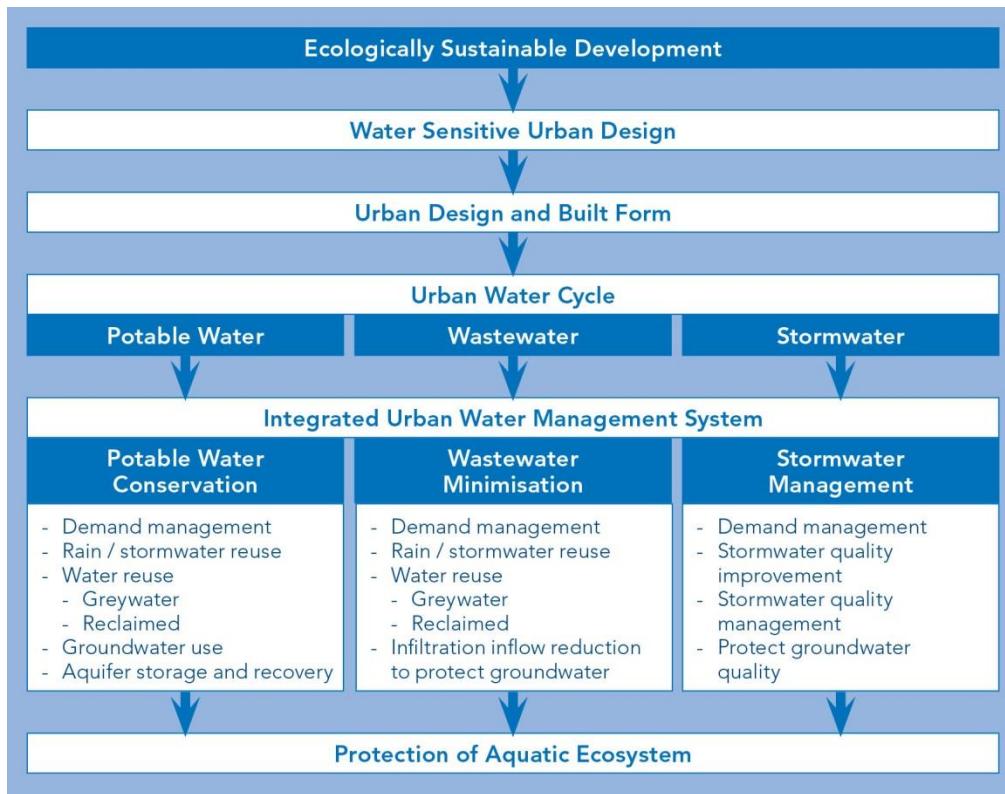 Ecologically Sustainable Development
Water Sensitive Urban Design
Urban Design and Built Form
Urban Water Cycle
Potable Water
Wastewater
Stormwater
Integrated Urban Water Management System
Potable Water
Conservation
- Demand management
- Rain / stormwater reuse
- Water reuse
- Greywater
- Reclaimed
- Groundwater use
- Aquifer storage and recovery
Wastewater
Minimisation
- Demand management
- Rain / stormwater reuse
- Water reuse
- Greywater
- Reclaimed
- Infiltration inflow reduction
to protect groundwater
Stormwater
Management
- Demand management
- Stormwater quality
improvement
- Stormwater quality
management
- Protect groundwater
quality
Protection of Aquatic Ecosystem